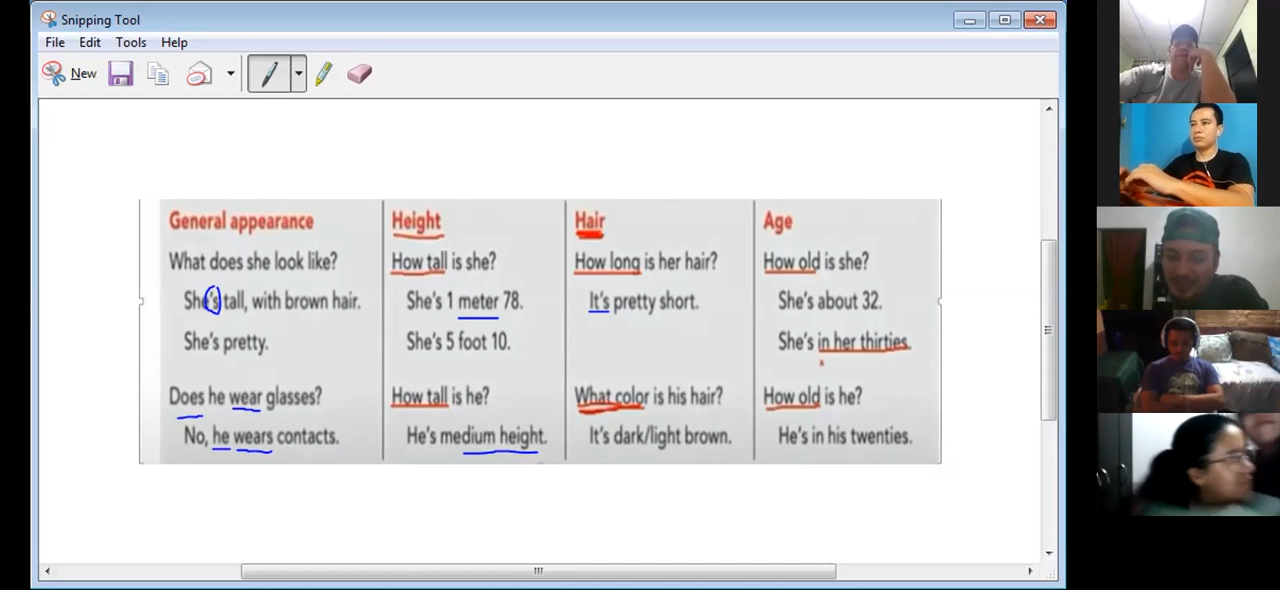 Snipping Tool
File Edit Tools Help
New
General appearance
What does she look like?
She's tall, with brown hair.
She's pretty.
Does he wear glasses?
No, he wears contacts.
Height
How tall is she?
She's 1 meter 78.
She's 5 foot 10.
How tall is he?
He's medium height.
Hair
How long is her hair?
It's pretty short.
What color is his hair?
It's dark/light brown.
Age
How old is she?
She's about 32.
She's in her thirties.
How old is he?
He's in his twenties.